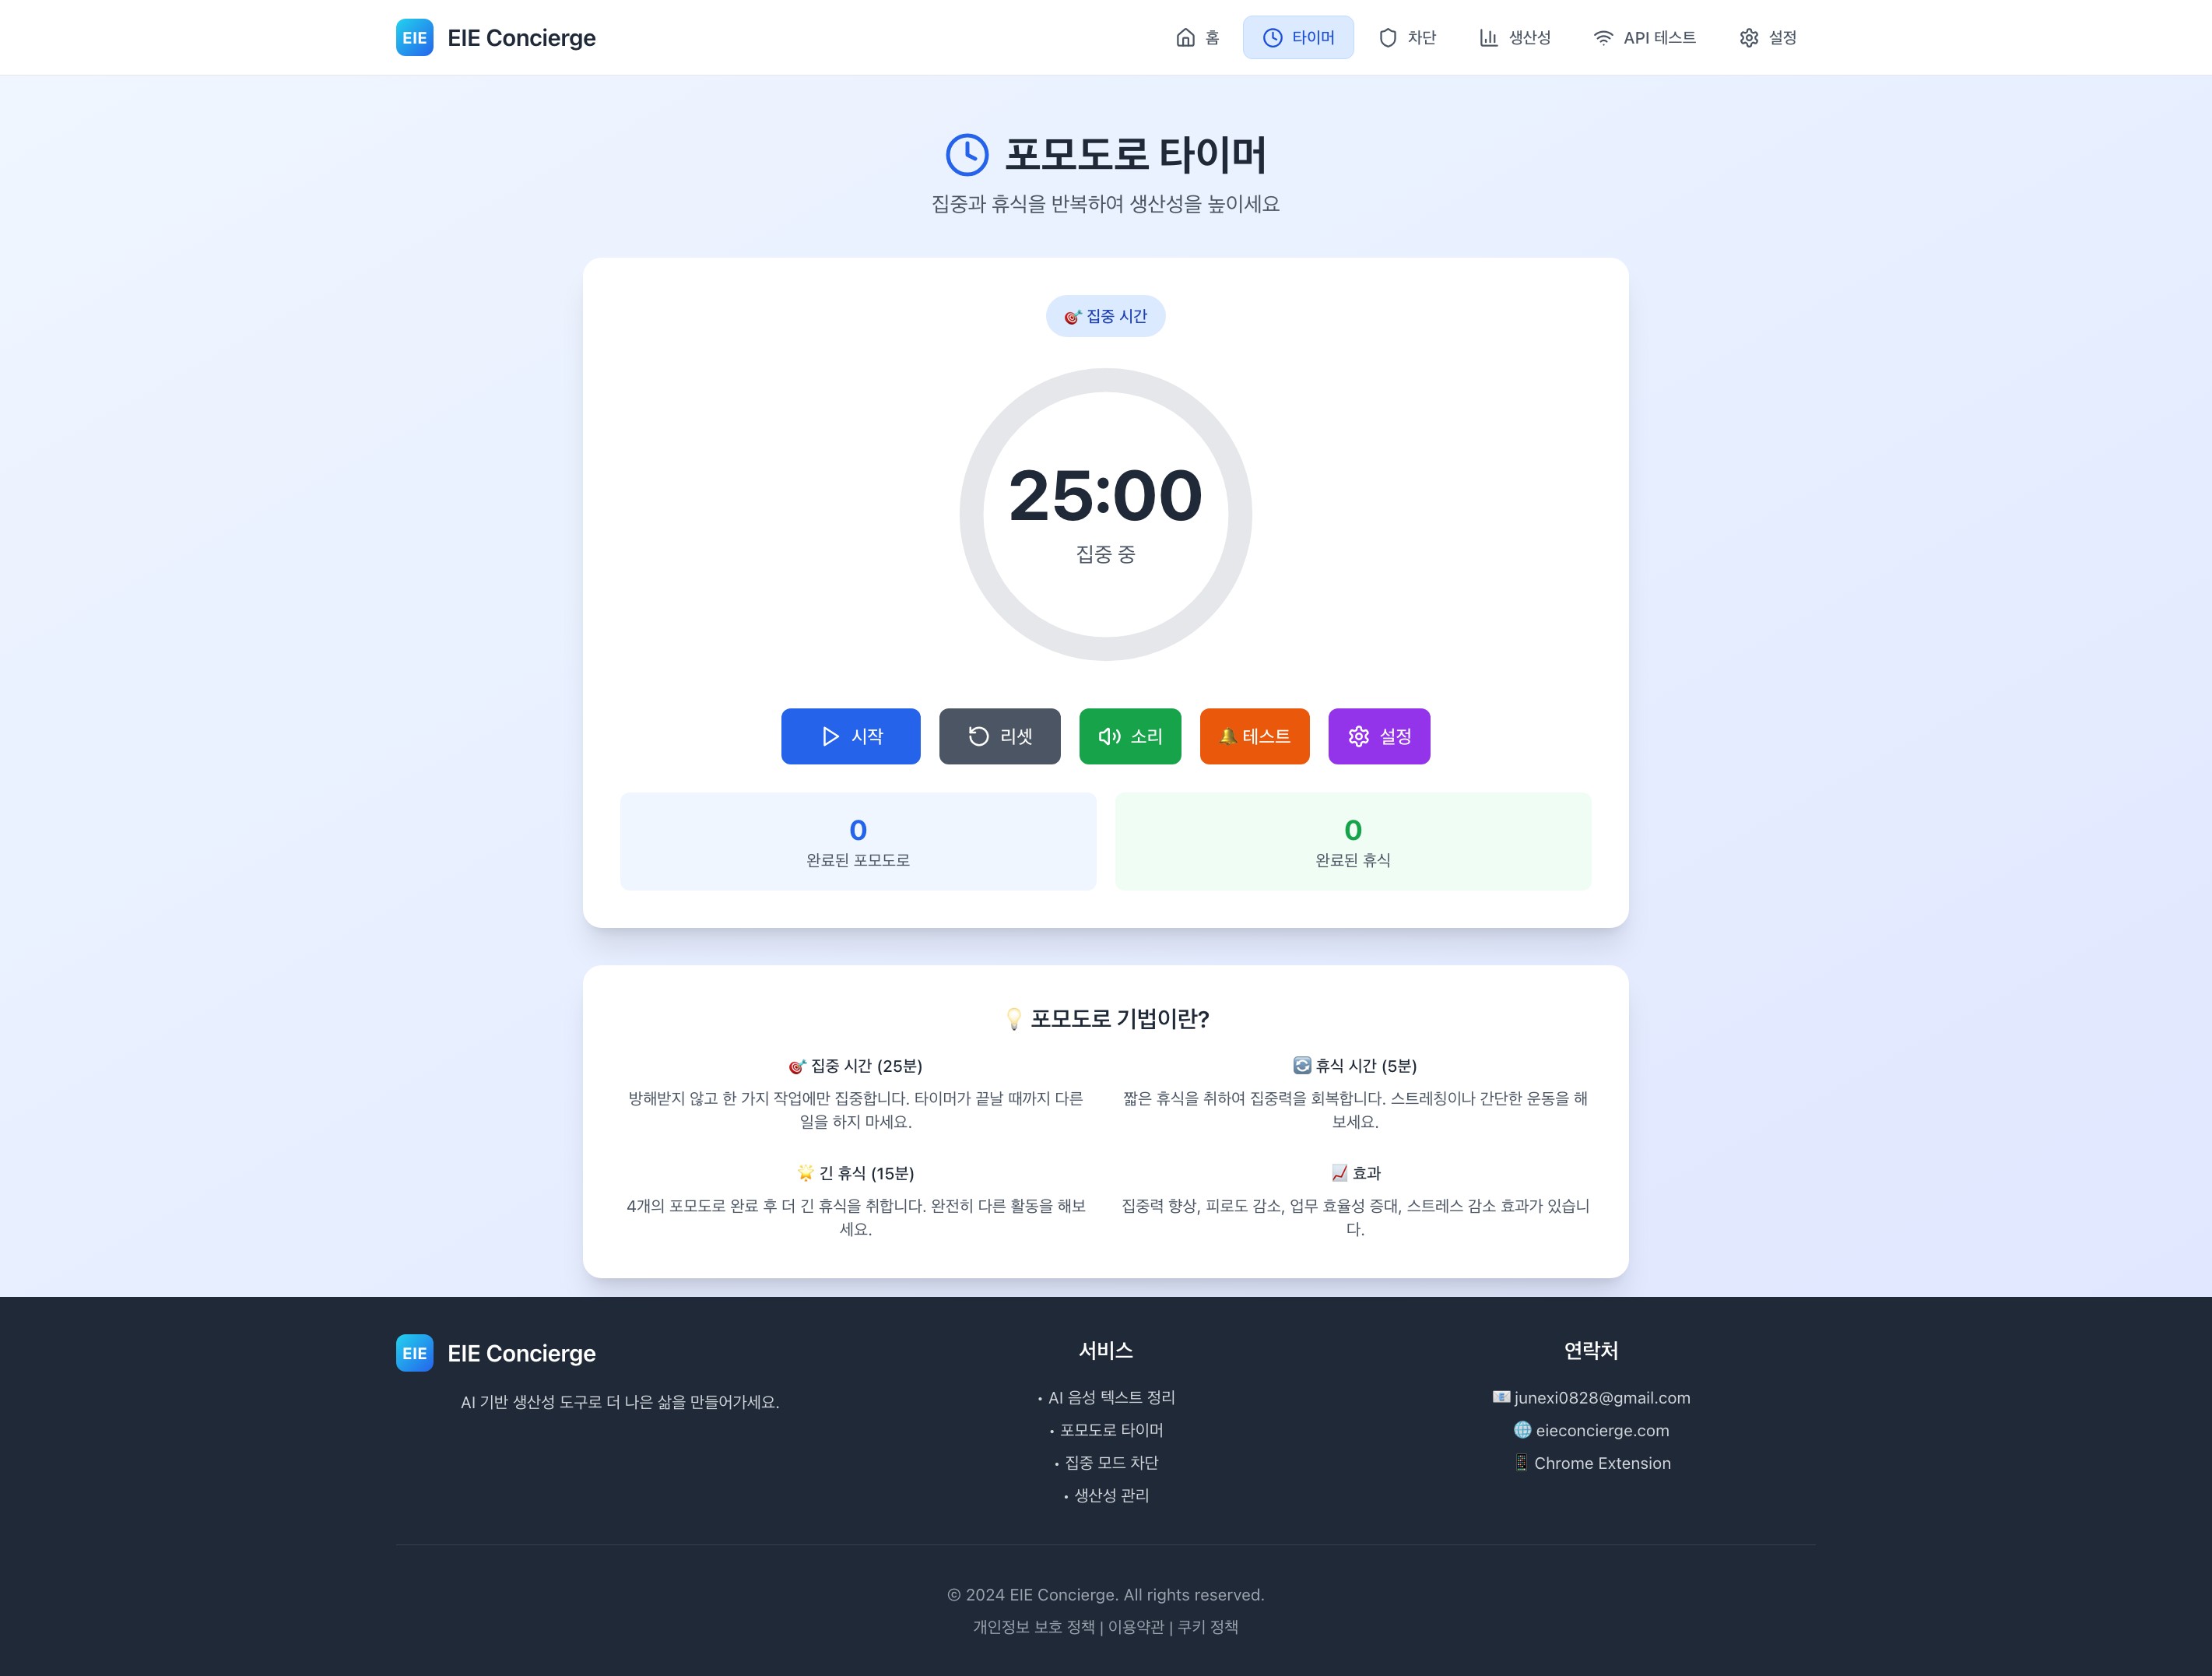 EIE EIE Concierge 홈 타이머 차단 생산성 API 테스트 설정
포모도로 타이머
집중과 휴식을 반복하여 생산성을 높이세요
🎯 집중 시간
25:00
집중 중
시작 리셋 소리 🔔 테스트 설정
0 0
완료된 포모도로 완료된 휴식
💡 포모도로 기법이란?
🎯 집중 시간 (25분)
방해받지 않고 한 가지 작업에만 집중합니다. 타이머가 끝날 때까지 다른
일을 하지 마세요.
🔄 휴식 시간 (5분)
짧은 휴식을 취하여 집중력을 회복합니다. 스트레칭이나 간단한 운동을 해
보세요.
🌟 긴 휴식 (15분)
4개의 포모도로 완료 후 더 긴 휴식을 취합니다. 완전히 다른 활동을 해보
세요.
📈 효과
집중력 향상, 피로도 감소, 업무 효율성 증대, 스트레스 감소 효과가 있습니
다.
EIE EIE Concierge
AI 기반 생산성 도구로 더 나은 삶을 만들어가세요.
서비스
• AI 음성 텍스트 정리
• 포모도로 타이머
• 집중 모드 차단
• 생산성 관리
연락처
📧 junexi0828@gmail.com
🌐 eieconcierge.com
📱 Chrome Extension
© 2024 EIE Concierge. All rights reserved.
개인정보 보호 정책 | 이용약관 | 쿠키 정책